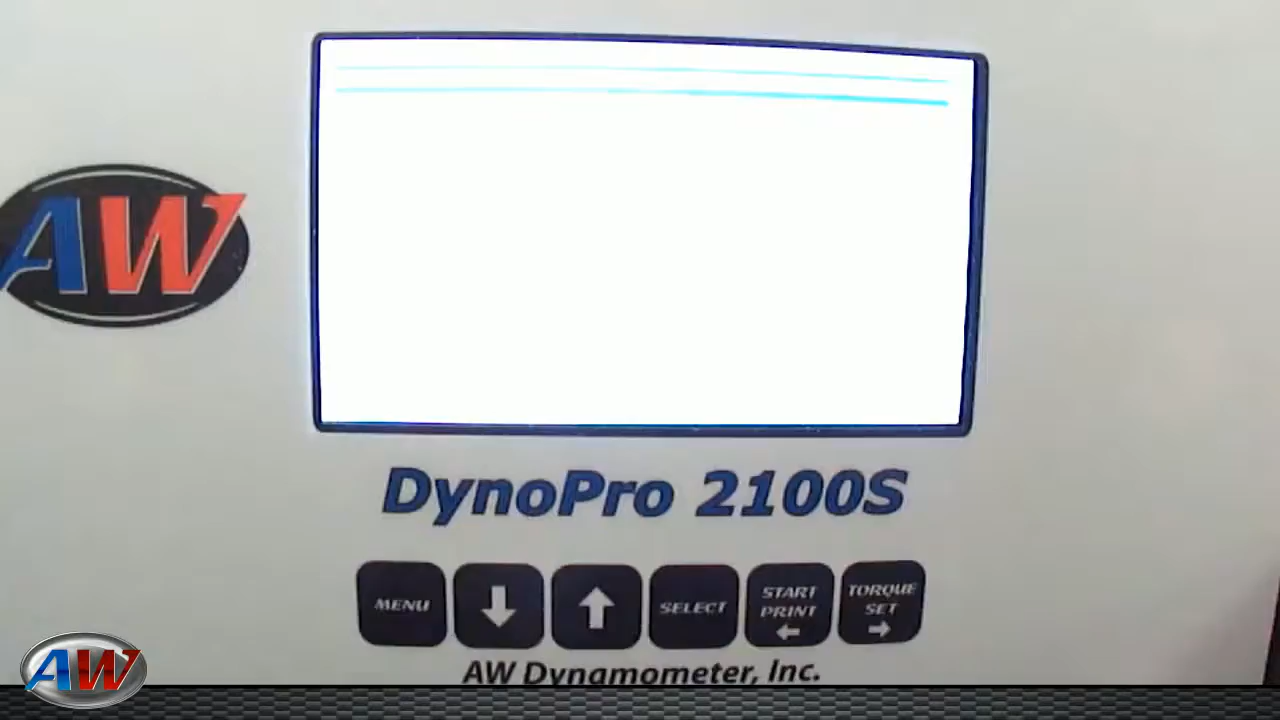 AW
DynoPro 2100S
MENU
SELECT
START
PRINT
TORQUE
SET
AW Dynamometer, Inc.
AW